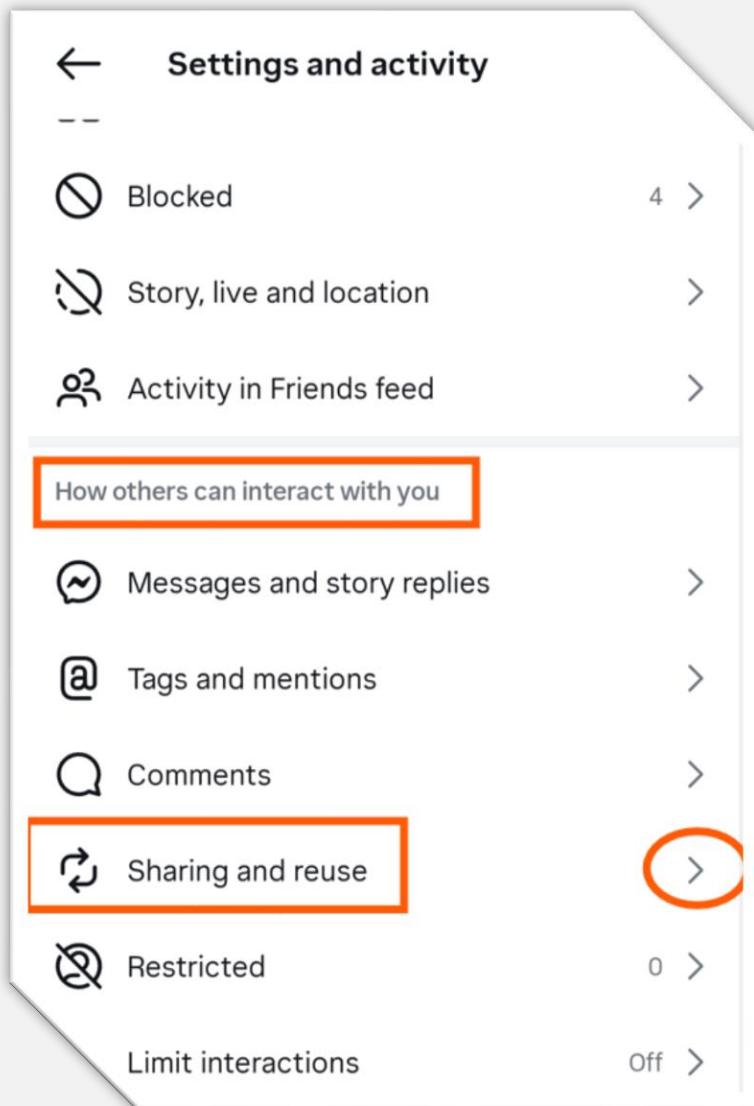 Settings and activity
Blocked 4
Story, live and location
Activity in Friends feed
How others can interact with you
Messages and story replies
Tags and mentions
Comments
Sharing and reuse
Restricted 0
Limit interactions Off